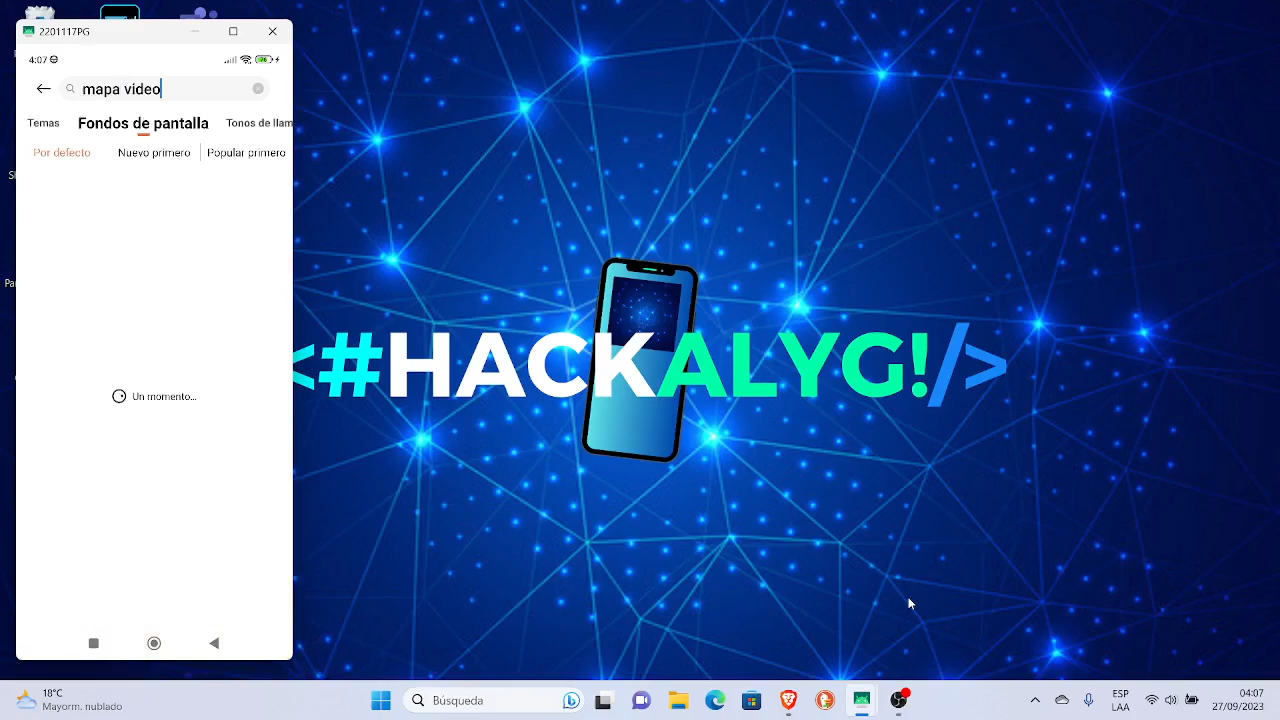 2201117PG
4:07
76
mapa video
Temas
Fondos de pantalla
Tonos de llam
Por defecto
Nuevo primero
Popular primero
Un momento...
<#HACKALYG!/>
18°C
Mayorm. nublado
Búsqueda
ESP
04:07
27/09/2023